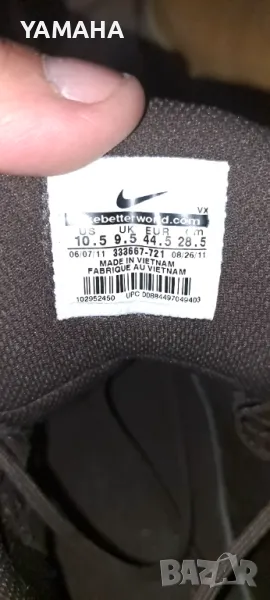 YAMAHA
VX
ebetterworld.com
US UK EUR cm
10.5 9.5 44.5 28.5
06/07/11 333667-721 08/26/11
MADE IN VIETNAM
FABRIQUE AU VIETNAM
102952450 UPC 00884497049403
BAZAR